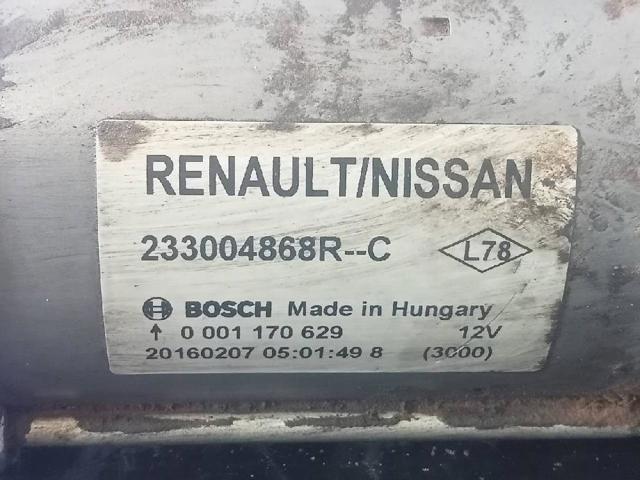 RENAULT/NISSAN
233004868R--C L78
BOSCH Made in Hungary
↑ 0 001 170 629 12V
20160207 05:01:49 8 (3000)